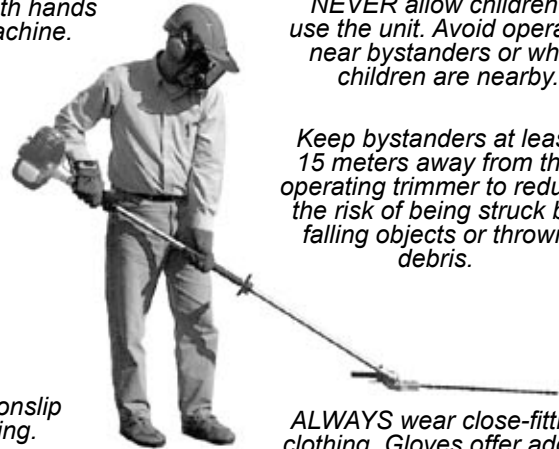 th hands
achine.
NEVER allow children
use the unit. Avoid opera
near bystanders or wh
children are nearby.
Keep bystanders at leas
15 meters away from th
operating trimmer to redu
the risk of being struck b
falling objects or thrown
debris.
onslip
ing.
ALWAYS wear close-fitti
clothing. Gloves offer add